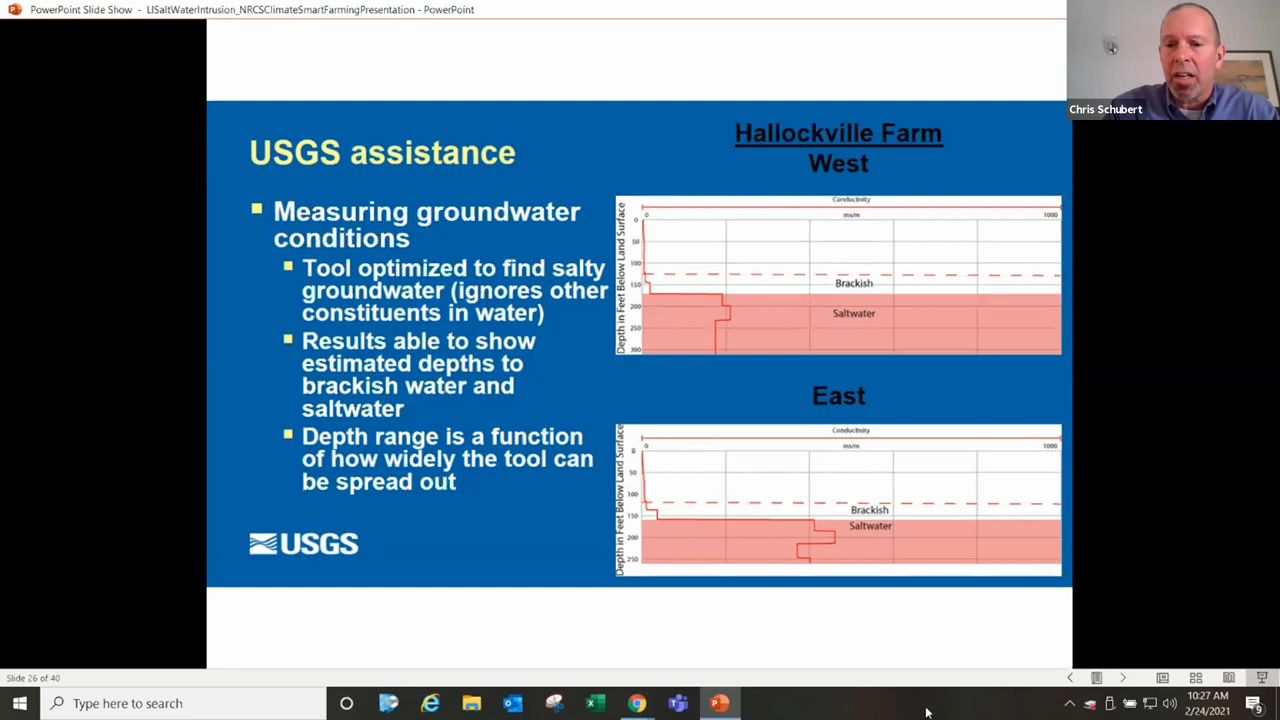 PowerPoint Slide Show - LISaltWaterIntrusion_NRCSClimateSmartFarmingPresentation - PowerPoint
Chris Schubert
USGS assistance
Measuring groundwater
conditions
Tool optimized to find salty
groundwater (ignores other
constituents in water)
Results able to show
estimated depths to
brackish water and
saltwater
Depth range is a function
of how widely the tool can
be spread out
USGS
Hallockville Farm
West
Conductivity
0 ms/m 1000
Depth in Feet Below Land Surface
0
50
100
150
200
250
300
Brackish
Saltwater
East
Conductivity
0 ms/m 1000
Depth in Feet Below Land Surface
0
50
100
150
200
250
Brackish
Saltwater
Slide 26 of 40
Type here to search
10:27 AM
2/24/2021
9